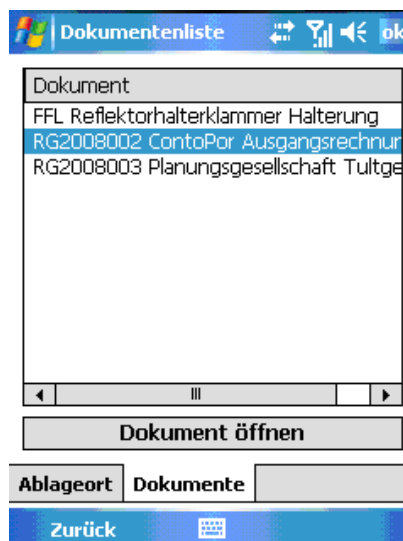 Dokumentenliste
ok
Dokument
FFL Reflektorhalterklammer Halterung
RG2008002 ContoPor Ausgangsrechnur
RG2008003 Planungsgesellschaft Tultge
Dokument öffnen
Ablageort Dokumente
Zurück